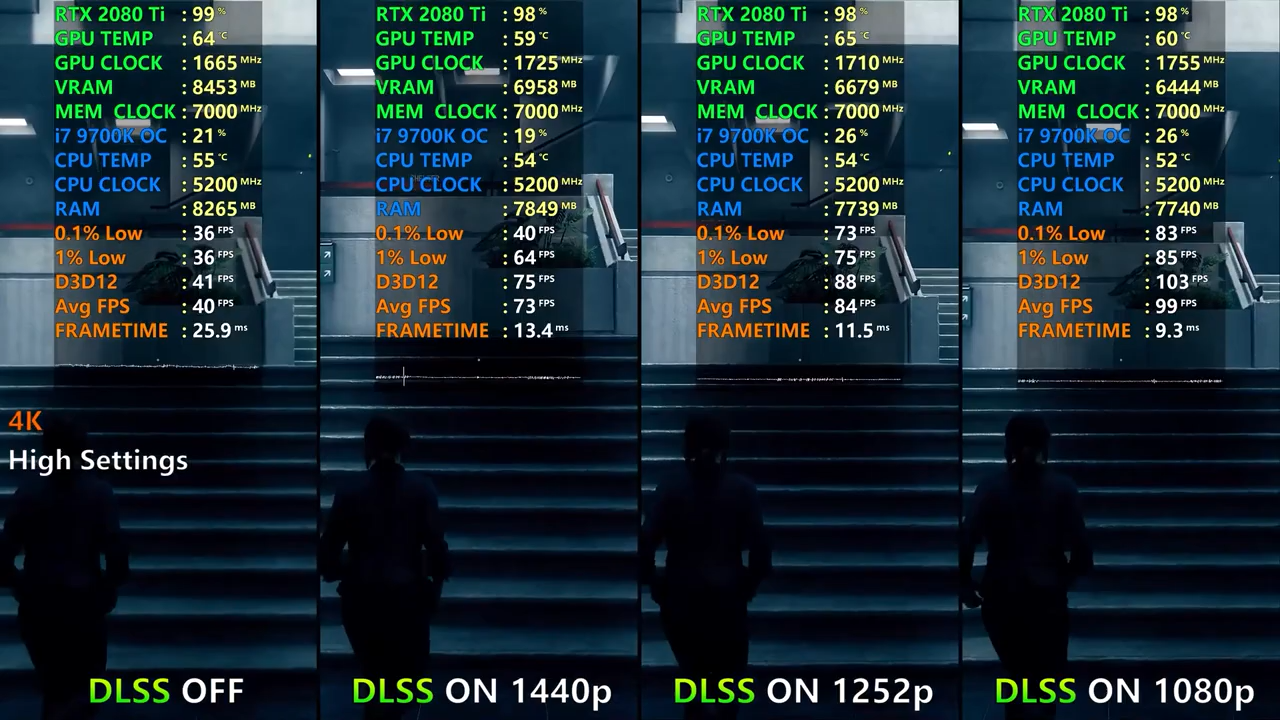 RTX 2080 Ti : 99 %
GPU TEMP : 64 °C
GPU CLOCK : 1665 MHz
VRAM : 8453 MB
MEM CLOCK : 7000 MHz
i7 9700K OC : 21 %
CPU TEMP : 55 °C
CPU CLOCK : 5200 MHz
RAM : 8265 MB
0.1% Low : 36 FPS
1% Low : 36 FPS
D3D12 : 41 FPS
Avg FPS : 40 FPS
FRAMETIME : 25.9 ms
4K
High Settings
DLSS OFF
RTX 2080 Ti : 98 %
GPU TEMP : 59 °C
GPU CLOCK : 1725 MHz
VRAM : 6958 MB
MEM CLOCK : 7000 MHz
i7 9700K OC : 19 %
CPU TEMP : 54 °C
CPU CLOCK : 5200 MHz
RAM : 7849 MB
0.1% Low : 40 FPS
1% Low : 64 FPS
D3D12 : 75 FPS
Avg FPS : 73 FPS
FRAMETIME : 13.4 ms
DLSS ON 1440p
RTX 2080 Ti : 98 %
GPU TEMP : 65 °C
GPU CLOCK : 1710 MHz
VRAM : 6679 MB
MEM CLOCK : 7000 MHz
i7 9700K OC : 26 %
CPU TEMP : 54 °C
CPU CLOCK : 5200 MHz
RAM : 7739 MB
0.1% Low : 73 FPS
1% Low : 75 FPS
D3D12 : 88 FPS
Avg FPS : 84 FPS
FRAMETIME : 11.5 ms
DLSS ON 1252p
RTX 2080 Ti : 98 %
GPU TEMP : 60 °C
GPU CLOCK : 1755 MHz
VRAM : 6444 MB
MEM CLOCK : 7000 MHz
i7 9700K OC : 26 %
CPU TEMP : 52 °C
CPU CLOCK : 5200 MHz
RAM : 7740 MB
0.1% Low : 83 FPS
1% Low : 85 FPS
D3D12 : 103 FPS
Avg FPS : 99 FPS
FRAMETIME : 9.3 ms
DLSS ON 1080p